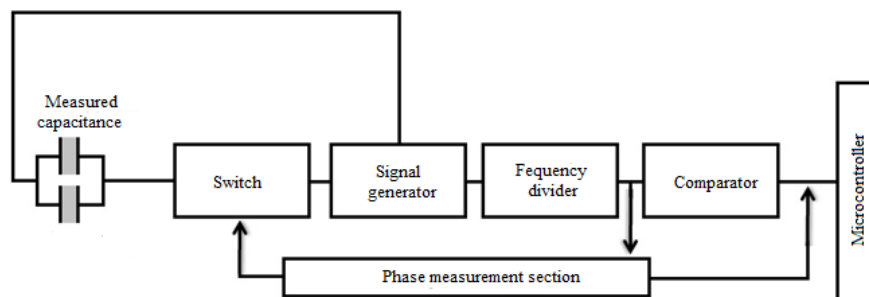 Measured
capacitance
Switch
Signal
generator
Fequency
divider
Comparator
Microcontroller
Phase measurement section